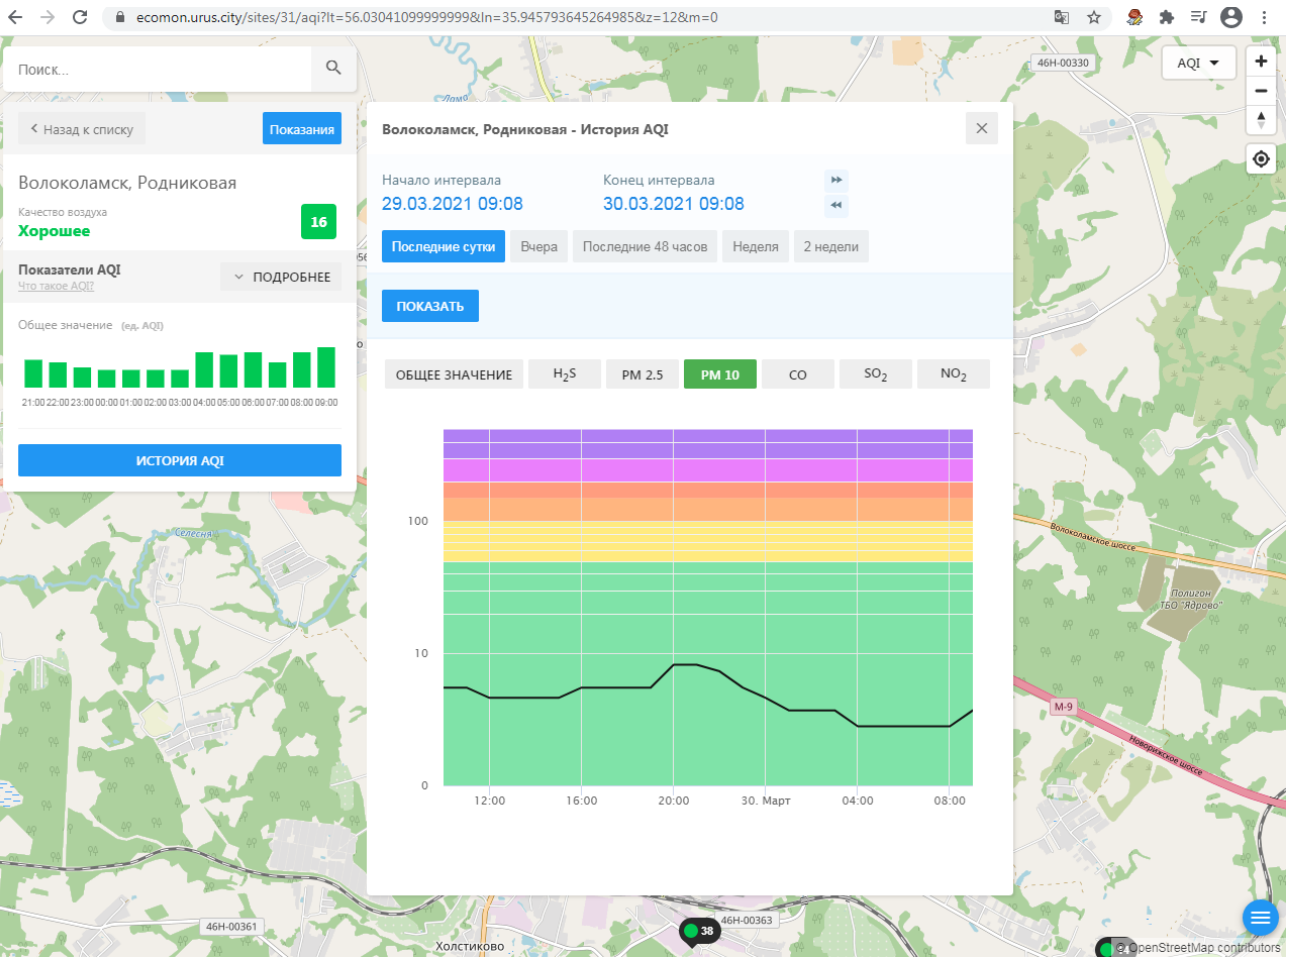 ecomon.urus.city/sites/31/aqi?lt=56.03041099999999&ln=35.945793645264985&z=12&m=0
Поиск...
46Н-00330
AQI
Лама
Назад к списку
Показания
Волоколамск, Родниковая - История AQI
Волоколамск, Родниковая
Качество воздуха
Хорошее
16
Начало интервала
Конец интервала
29.03.2021 09:08
30.03.2021 09:08
Последние сутки
Вчера
Последние 48 часов
Неделя
2 недели
Показатели AQI
Что такое AQI?
ПОДРОБНЕЕ
ПОКАЗАТЬ
Общее значение (ед. AQI)
21:00 22:00 23:00 00:00 01:00 02:00 03:00 04:00 05:00 06:00 07:00 08:00 09:00
ИСТОРИЯ AQI
ОБЩЕЕ ЗНАЧЕНИЕ
H2S
PM 2.5
PM 10
CO
SO2
NO2
100
10
0
12:00
16:00
20:00
30. Март
04:00
08:00
Селесня
Волоколамское шоссе
Полигон
ТБО "Ядрово"
М-9
Новорижское шоссе
46Н-00361
46Н-00363
38
Холстиково
© OpenStreetMap contributors